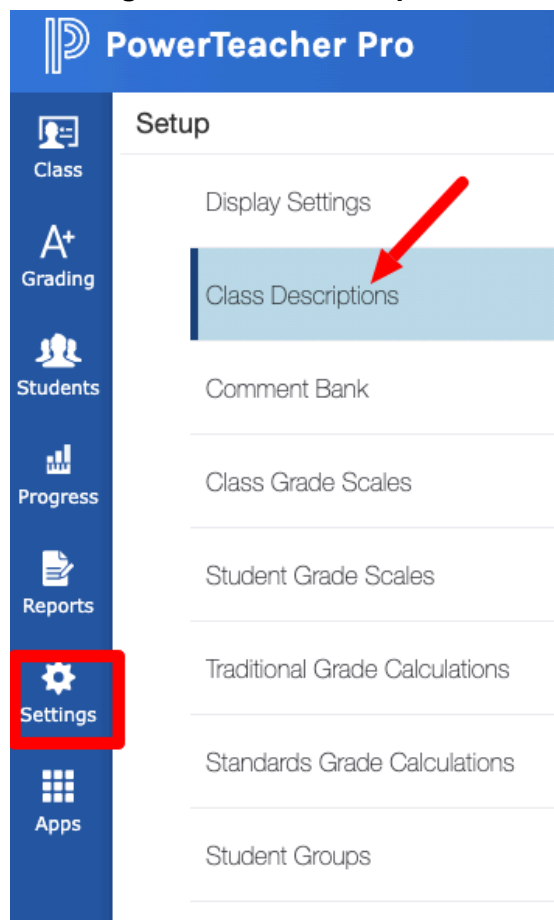 PowerTeacher Pro
Setup
Class
Display Settings
A+
Grading
Class Descriptions
Students
Comment Bank
Progress
Class Grade Scales
Reports
Student Grade Scales
Settings
Traditional Grade Calculations
Apps
Standards Grade Calculations
Student Groups